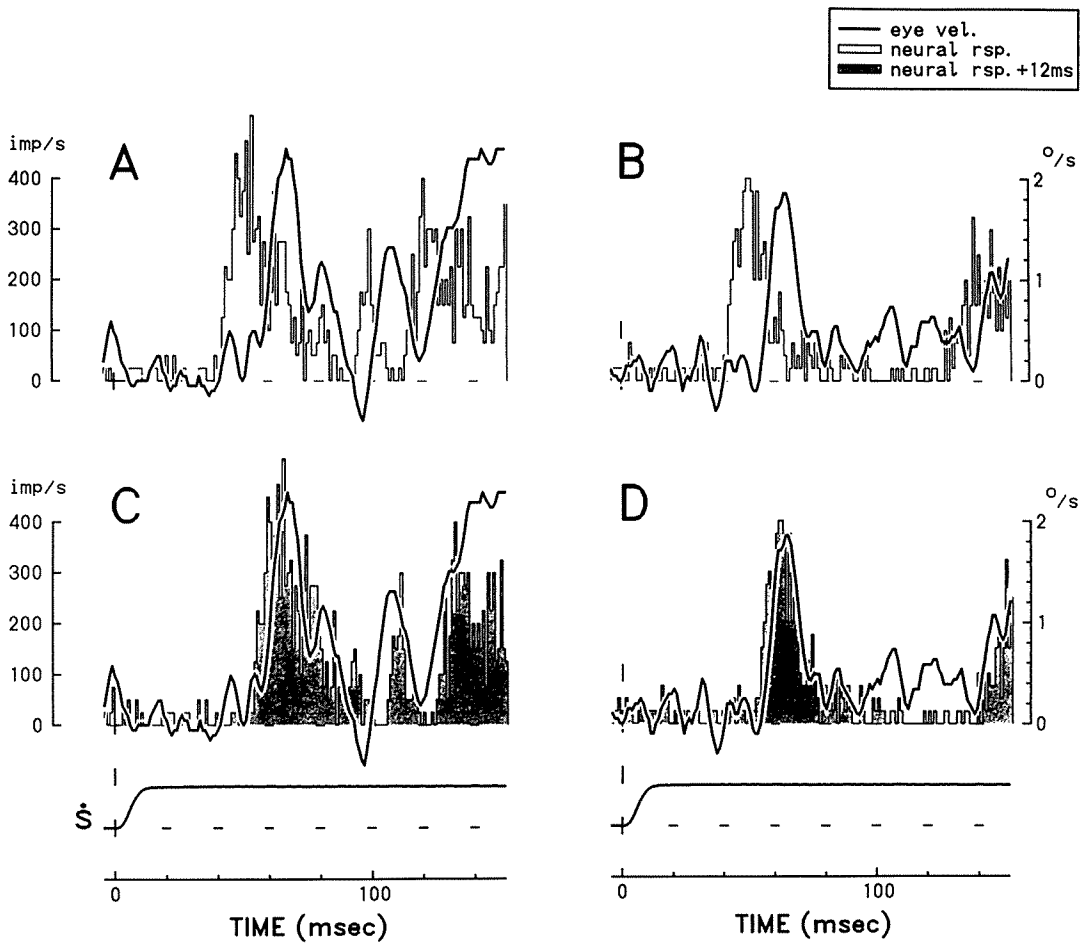 eye vel.
neural rsp.
neural rsp.+12ms
imp/s
A
B
o/s
400
300
200
100
0
2
1
0
imp/s
C
D
o/s
400
300
200
100
0
2
1
0
Ṡ
0
100
0
100
TIME (msec)
TIME (msec)